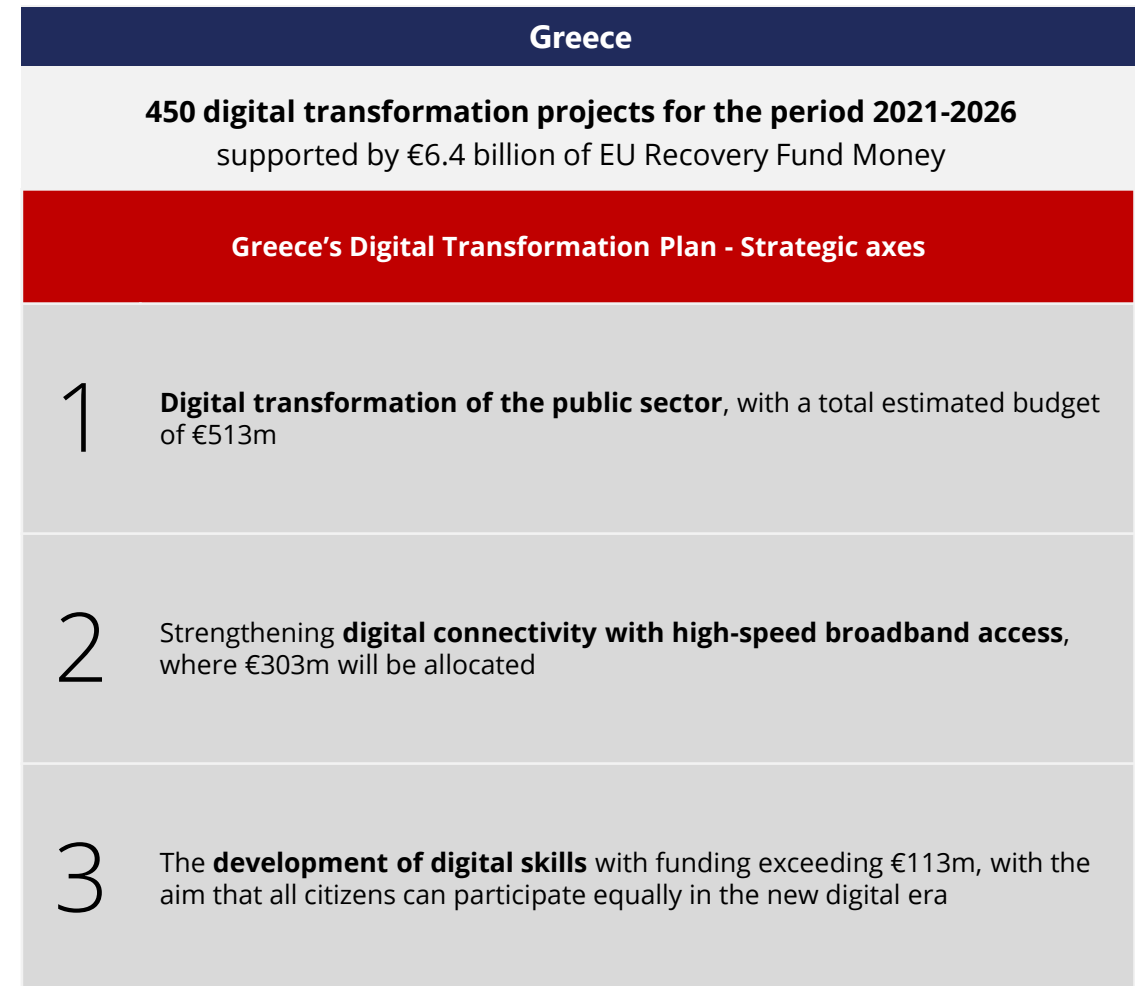 Greece
450 digital transformation projects for the period 2021-2026
supported by €6.4 billion of EU Recovery Fund Money
Greece’s Digital Transformation Plan - Strategic axes
1
Digital transformation of the public sector, with a total estimated budget
of €513m
2
Strengthening digital connectivity with high-speed broadband access,
where €303m will be allocated
3
The development of digital skills with funding exceeding €113m, with the
aim that all citizens can participate equally in the new digital era